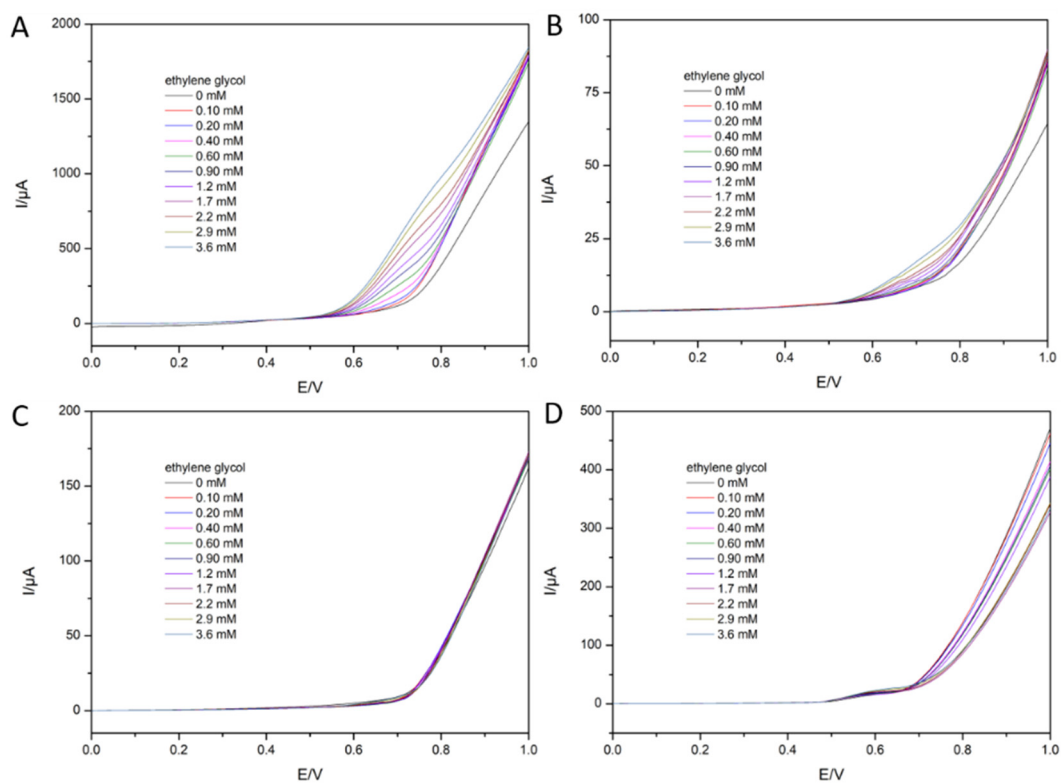 A
2000
1500
1000
500
0
I/µA
ethylene glycol
0 mM
0.10 mM
0.20 mM
0.40 mM
0.60 mM
0.90 mM
1.2 mM
1.7 mM
2.2 mM
2.9 mM
3.6 mM
0.0 0.2 0.4 0.6 0.8 1.0
E/V
B
100
75
50
25
0
I/µA
ethylene glycol
0 mM
0.10 mM
0.20 mM
0.40 mM
0.60 mM
0.90 mM
1.2 mM
1.7 mM
2.2 mM
2.9 mM
3.6 mM
0.0 0.2 0.4 0.6 0.8 1.0
E/V
C
200
150
100
50
0
I/µA
ethylene glycol
0 mM
0.10 mM
0.20 mM
0.40 mM
0.60 mM
0.90 mM
1.2 mM
1.7 mM
2.2 mM
2.9 mM
3.6 mM
0.0 0.2 0.4 0.6 0.8 1.0
E/V
D
500
400
300
200
100
0
I/µA
ethylene glycol
0 mM
0.10 mM
0.20 mM
0.40 mM
0.60 mM
0.90 mM
1.2 mM
1.7 mM
2.2 mM
2.9 mM
3.6 mM
0.0 0.2 0.4 0.6 0.8 1.0
E/V